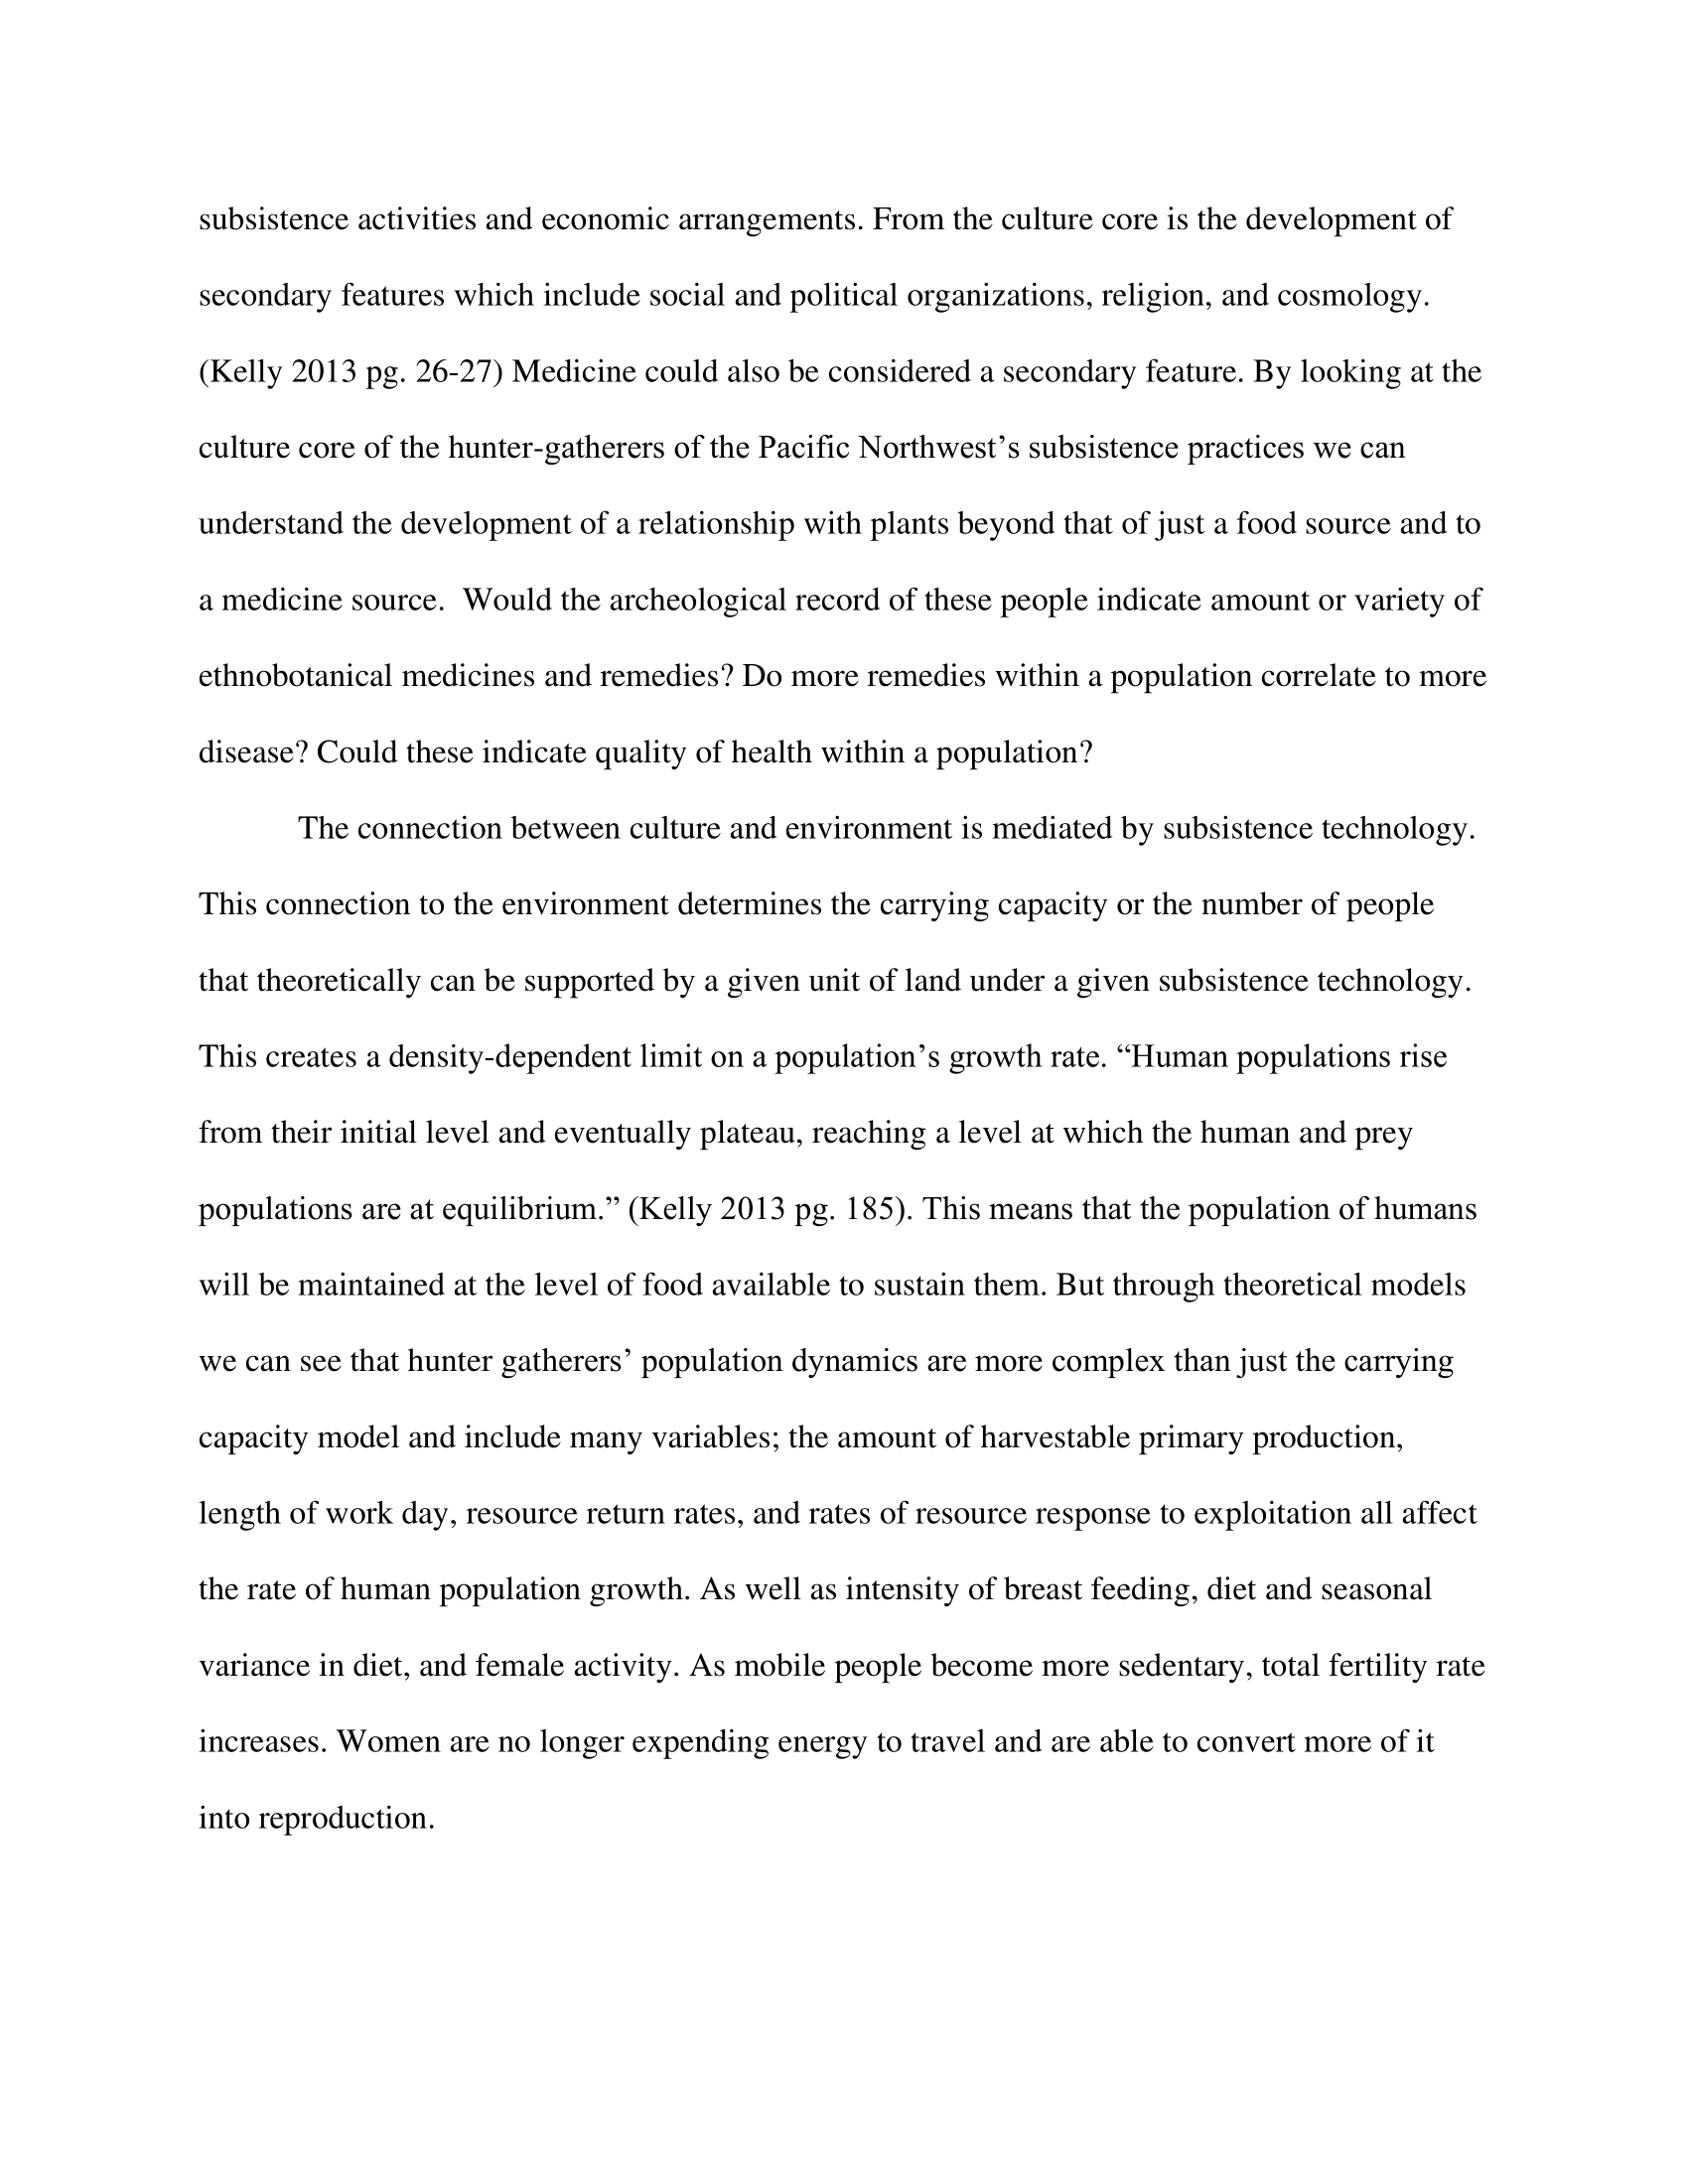 subsistence activities and economic arrangements. From the culture core is the development of
secondary features which include social and political organizations, religion, and cosmology.
(Kelly 2013 pg. 26-27) Medicine could also be considered a secondary feature. By looking at the
culture core of the hunter-gatherers of the Pacific Northwest’s subsistence practices we can
understand the development of a relationship with plants beyond that of just a food source and to
a medicine source.  Would the archeological record of these people indicate amount or variety of
ethnobotanical medicines and remedies? Do more remedies within a population correlate to more
disease? Could these indicate quality of health within a population?
The connection between culture and environment is mediated by subsistence technology.
This connection to the environment determines the carrying capacity or the number of people
that theoretically can be supported by a given unit of land under a given subsistence technology.
This creates a density-dependent limit on a population’s growth rate. “Human populations rise
from their initial level and eventually plateau, reaching a level at which the human and prey
populations are at equilibrium.” (Kelly 2013 pg. 185). This means that the population of humans
will be maintained at the level of food available to sustain them. But through theoretical models
we can see that hunter gatherers’ population dynamics are more complex than just the carrying
capacity model and include many variables; the amount of harvestable primary production,
length of work day, resource return rates, and rates of resource response to exploitation all affect
the rate of human population growth. As well as intensity of breast feeding, diet and seasonal
variance in diet, and female activity. As mobile people become more sedentary, total fertility rate
increases. Women are no longer expending energy to travel and are able to convert more of it
into reproduction.